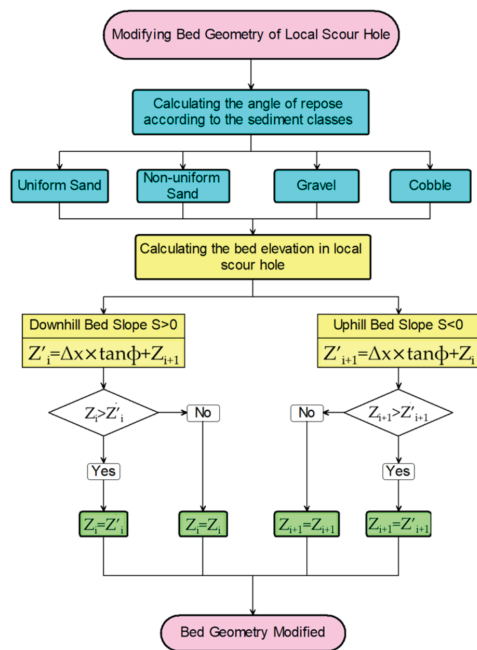 Modifying Bed Geometry of Local Scour Hole
Calculating the angle of repose
according to the sediment classes
Uniform Sand
Non-uniform
Sand
Gravel
Cobble
Calculating the bed elevation in local
scour hole
Downhill Bed Slope S>0
Z′i=Δx×tanϕ+Zi+1
Uphill Bed Slope S<0
Z′i+1=Δx×tanϕ+Zi
Zi>Z′i
No
No
Zi+1>Z′i+1
Yes
Yes
Zi=Z′i
Zi=Zi
Zi+1=Zi+1
Zi+1=Z′i+1
Bed Geometry Modified